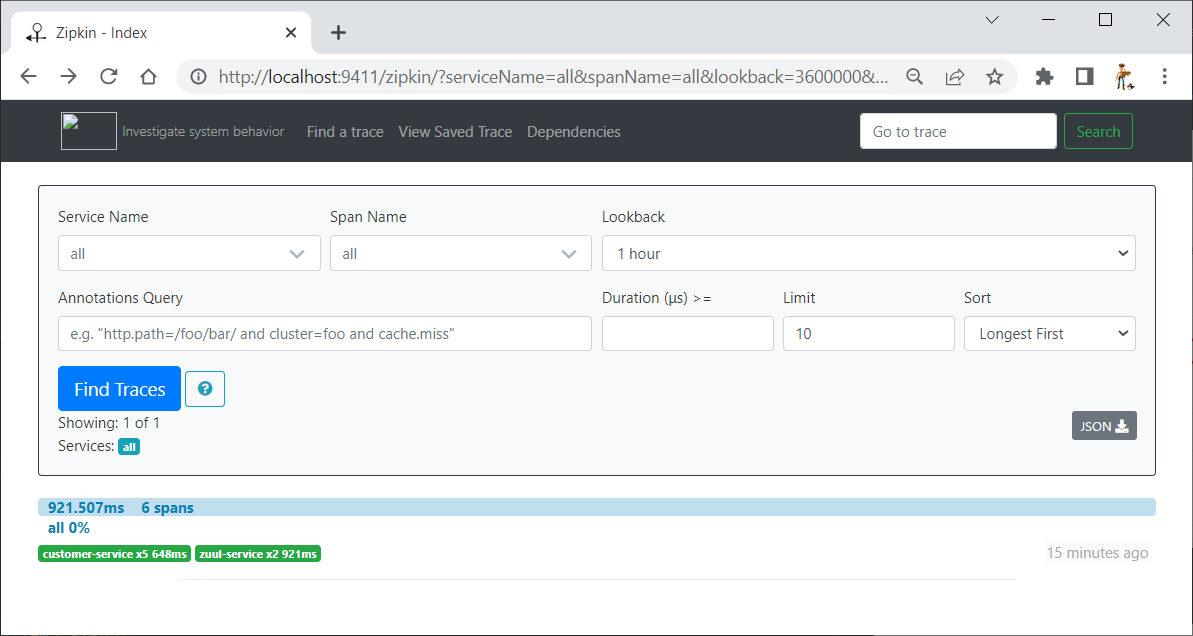 Zipkin - Index
http://localhost:9411/zipkin/?serviceName=all&spanName=all&lookback=3600000&...
Investigate system behavior Find a trace View Saved Trace Dependencies Go to trace Search
Service Name Span Name Lookback
all all 1 hour
Annotations Query Duration (μs) >= Limit Sort
e.g. "http.path=/foo/bar/ and cluster=foo and cache.miss" 10 Longest First
Find Traces
Showing: 1 of 1
JSON
Services: all
921.507ms 6 spans
all 0%
customer-service x5 648ms zuul-service x2 921ms 15 minutes ago